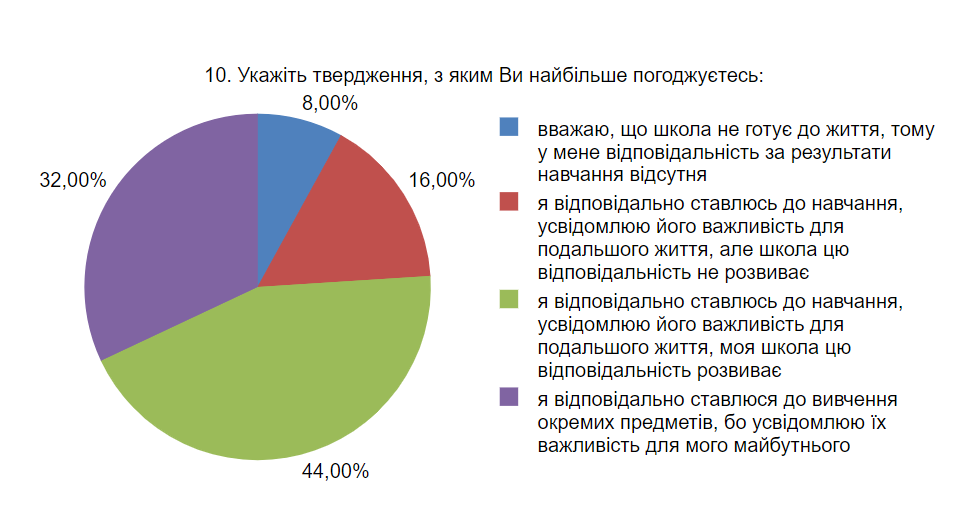 10. Укажіть твердження, з яким Ви найбільше погоджуєтесь:
8,00%
16,00%
32,00%
44,00%
вважаю, що школа не готує до життя, тому
у мене відповідальність за результати
навчання відсутня
я відповідально ставлюсь до навчання,
усвідомлюю його важливість для
подальшого життя, але школа цю
відповідальність не розвиває
я відповідально ставлюсь до навчання,
усвідомлюю його важливість для
подальшого життя, моя школа цю
відповідальність розвиває
я відповідально ставлюся до вивчення
окремих предметів, бо усвідомлюю їх
важливість для мого майбутнього